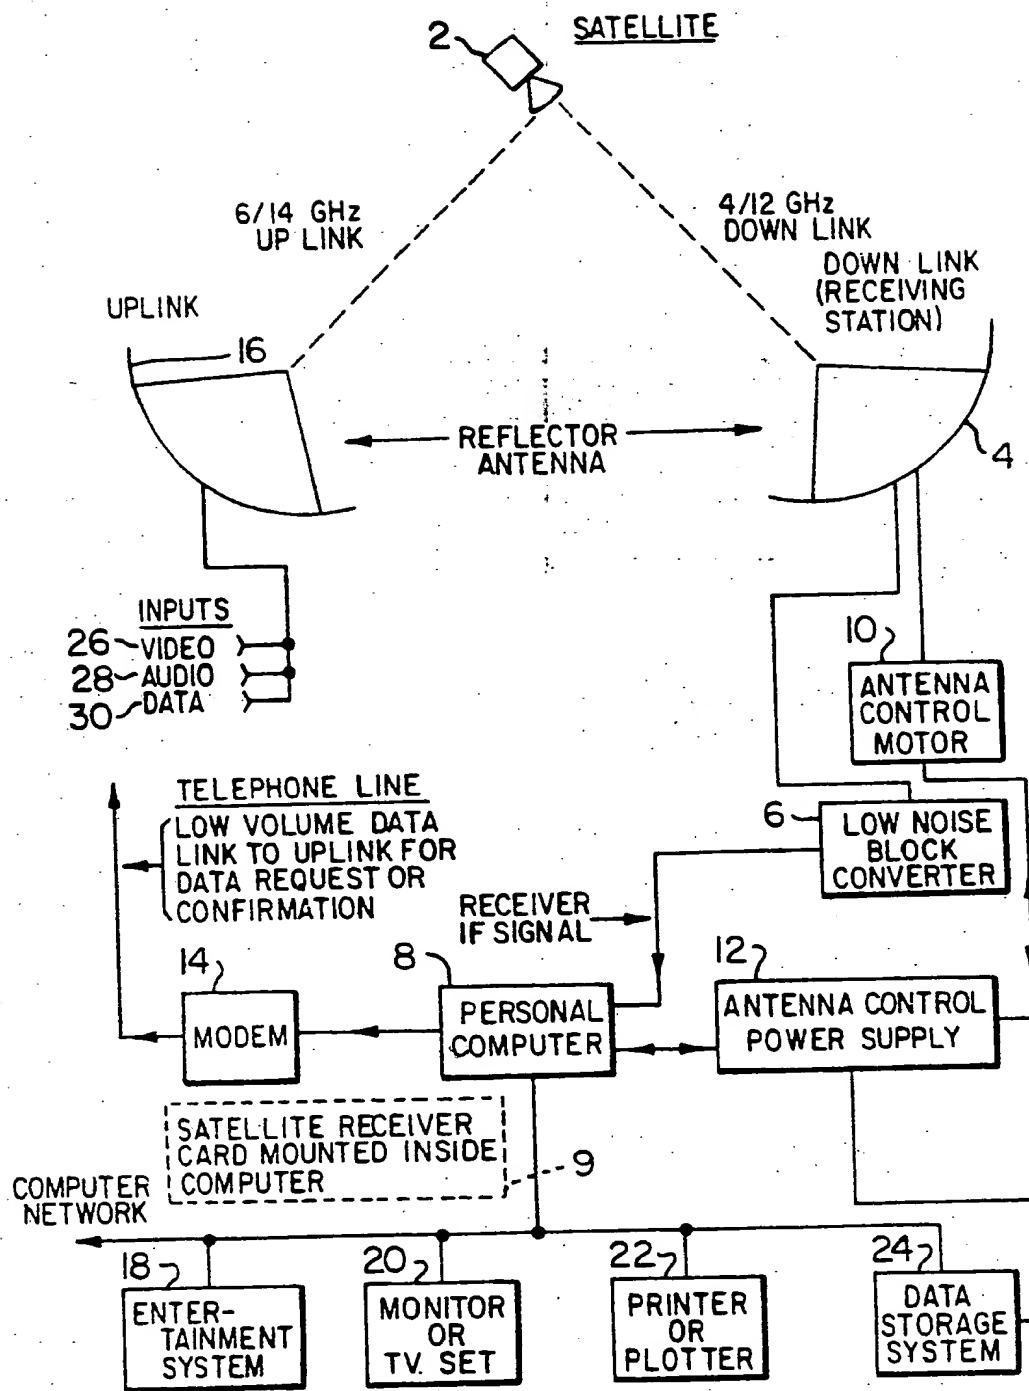 SATELLITE
2
6/14 GHz
UP LINK
4/12 GHz
DOWN LINK
DOWN LINK
(RECEIVING
STATION)
UPLINK
16
REFLECTOR
ANTENNA
4
INPUTS
26 VIDEO
28 AUDIO
30 DATA
10
ANTENNA
CONTROL
MOTOR
TELEPHONE LINE
LOW VOLUME DATA
LINK TO UPLINK FOR
DATA REQUEST OR
CONFIRMATION
6
LOW NOISE
BLOCK
CONVERTER
RECEIVER
IF SIGNAL
14
MODEM
8
PERSONAL
COMPUTER
12
ANTENNA CONTROL
POWER SUPPLY
SATELLITE RECEIVER
CARD MOUNTED INSIDE
COMPUTER
9
COMPUTER
NETWORK
18
ENTER-
TAINMENT
SYSTEM
20
MONITOR
OR
TV. SET
22
PRINTER
OR
PLOTTER
24
DATA
STORAGE
SYSTEM